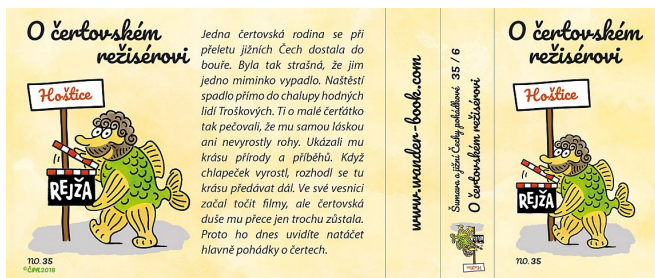 O čertovském
režisérovi
Hoštice
REJŽA
NO. 35
©ČPVP 2018
Jedna čertovská rodina se při
přeletu jižních Čech dostala do
bouře. Byla tak strašná, že jim
jedno miminko vypadlo. Naštěstí
spadlo přímo do chalupy hodných
lidí Troškových. Ti o malé čerťátko
tak pečovali, že mu samou láskou
ani nevyrostly rohy. Ukázali mu
krásu přírody a příběhů. Když
chlapeček vyrostl, rozhodl se tu
krásu předávat dál. Ve své vesnici
začal točit filmy, ale čertovská
duše mu přece jen trochu zůstala.
Proto ho dnes uvidíte natáčet
hlavně pohádky o čertech.
www.wander-book.com
Šumava a jižní Čechy pohádkové 35 / 6
O čertovském režisérovi
O čertovském
režisérovi
Hoštice
REJŽA
NO. 35